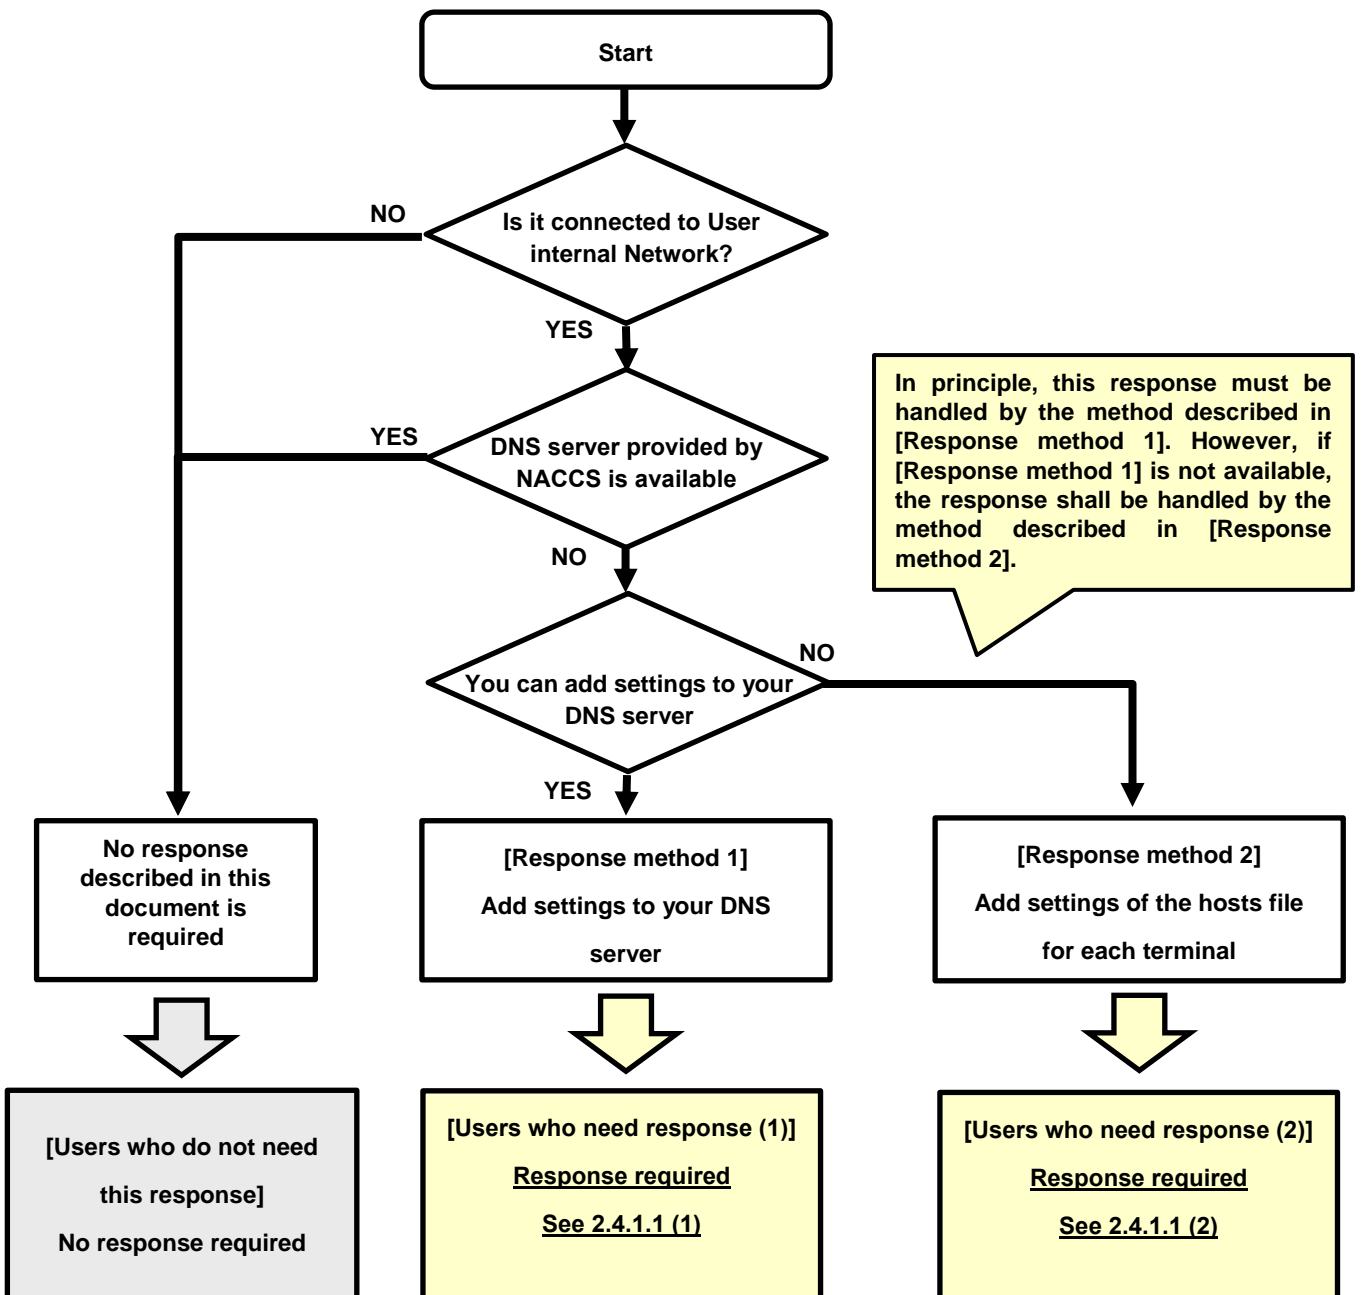 Start
NO
Is it connected to User
internal Network?
YES
In principle, this response must be
handled by the method described in
[Response method 1]. However, if
[Response method 1] is not available,
the response shall be handled by the
method described in [Response
method 2].
YES
DNS server provided by
NACCS is available
NO
NO
You can add settings to your
DNS server
YES
No response
described in this
document is
required
[Response method 1]
Add settings to your DNS
server
[Response method 2]
Add settings of the hosts file
for each terminal
[Users who do not need
this response]
No response required
[Users who need response (1)]
Response required
See 2.4.1.1 (1)
[Users who need response (2)]
Response required
See 2.4.1.1 (2)